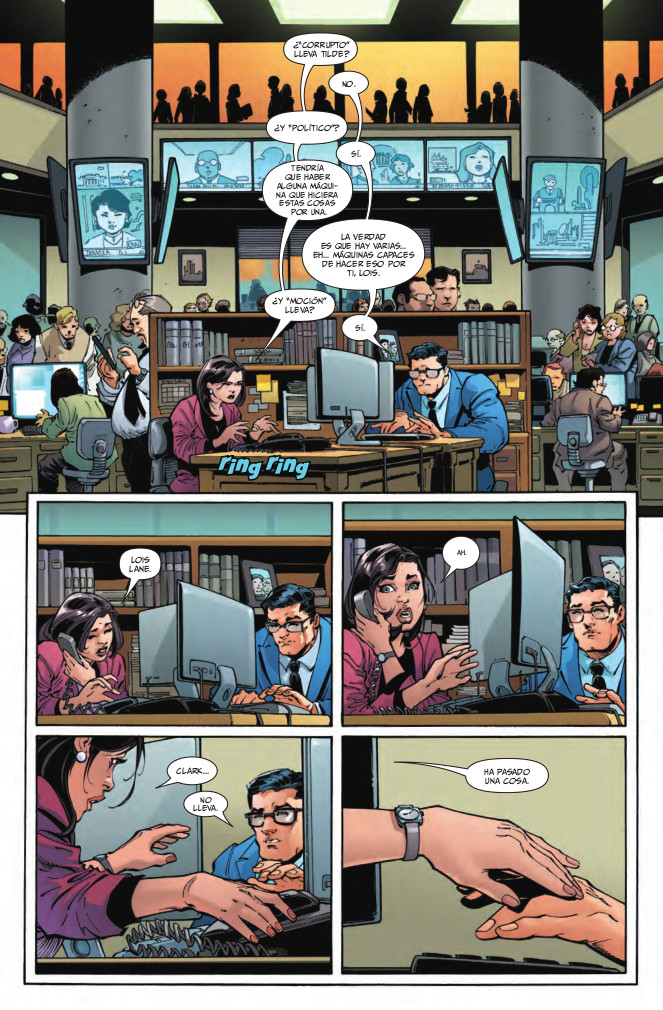 ¿"CORRUPTO"
LLEVA TILDE?
NO.
¿Y "POLÍTICO"?
SÍ.
TENDRÍA
QUE HABER
ALGUNA MÁQUI-
NA QUE HICIERA
ESTAS COSAS
POR UNA.
LA VERDAD
ES QUE HAY VARIAS...
EH... MÁQUINAS CAPACES
DE HACER ESO POR
TI, LOIS.
¿Y "MOCIÓN"
LLEVA?
SÍ.
ring ring
LOIS
LANE.
AH.
CLARK...
NO
LLEVA.
HA PASADO
UNA COSA.